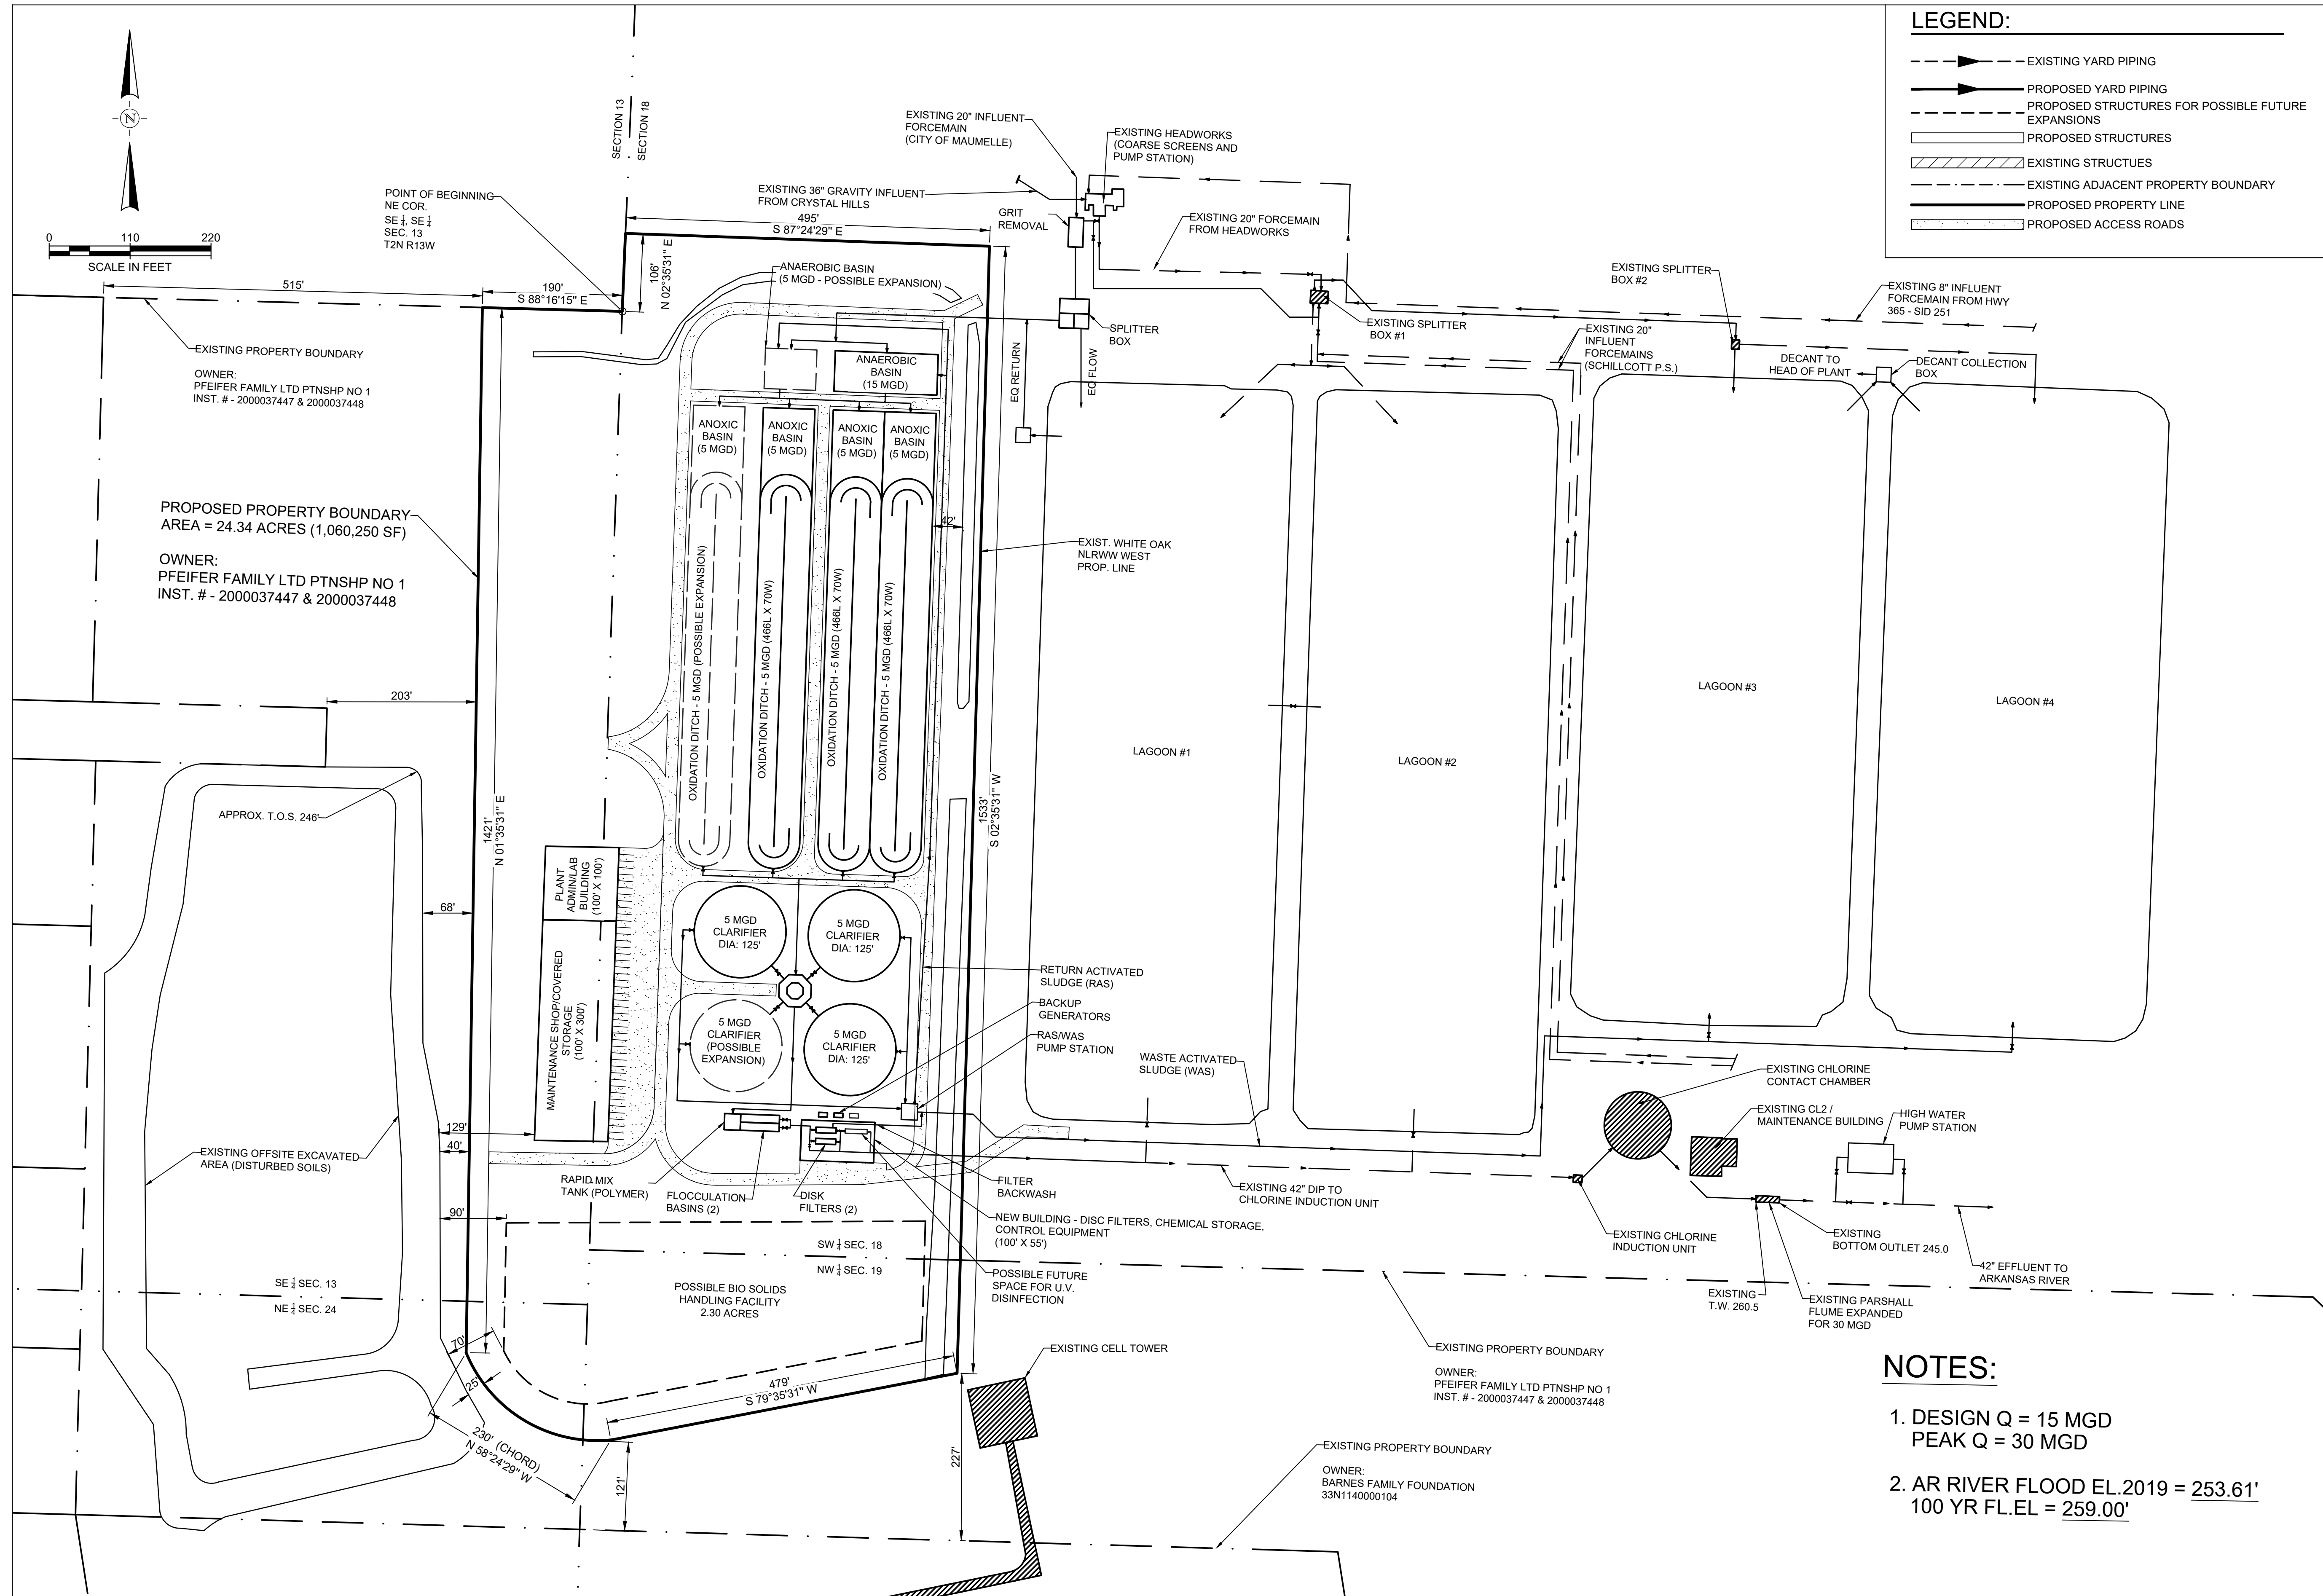 LEGEND:
EXISTING YARD PIPING
PROPOSED YARD PIPING
PROPOSED STRUCTURES FOR POSSIBLE FUTURE
EXPANSIONS
PROPOSED STRUCTURES
EXISTING STRUCTUES
EXISTING ADJACENT PROPERTY BOUNDARY
PROPOSED PROPERTY LINE
PROPOSED ACCESS ROADS
N
0 110 220
SCALE IN FEET
SECTION 13
SECTION 18
POINT OF BEGINNING
NE COR.
SE 1/4, SE 1/4
SEC. 13
T2N R13W
EXISTING 20" INFLUENT
FORCEMAIN
(CITY OF MAUMELLE)
EXISTING HEADWORKS
(COARSE SCREENS AND
PUMP STATION)
EXISTING 36" GRAVITY INFLUENT
FROM CRYSTAL HILLS
GRIT
REMOVAL
EXISTING 20" FORCEMAIN
FROM HEADWORKS
495'
S 87°24'29" E
106'
N 02°35'31" E
515'
190'
S 88°16'15" E
ANAEROBIC BASIN
(5 MGD - POSSIBLE EXPANSION)
SPLITTER
BOX
EXISTING SPLITTER
BOX #1
EXISTING SPLITTER
BOX #2
EXISTING 8" INFLUENT
FORCEMAIN FROM HWY
365 - SID 251
EXISTING 20"
INFLUENT
FORCEMAINS
(SCHILLCOTT P.S.)
DECANT TO
HEAD OF PLANT
DECANT COLLECTION
BOX
EQ RETURN
EQ FLOW
EXISTING PROPERTY BOUNDARY
OWNER:
PFEIFER FAMILY LTD PTNSHP NO 1
INST. # - 2000037447 & 2000037448
ANAEROBIC
BASIN
(15 MGD)
ANOXIC
BASIN
(5 MGD)
ANOXIC
BASIN
(5 MGD)
ANOXIC
BASIN
(5 MGD)
ANOXIC
BASIN
(5 MGD)
PROPOSED PROPERTY BOUNDARY
AREA = 24.34 ACRES (1,060,250 SF)
OWNER:
PFEIFER FAMILY LTD PTNSHP NO 1
INST. # - 2000037447 & 2000037448
42'
EXIST. WHITE OAK
NLRWW WEST
PROP. LINE
OXIDATION DITCH - 5 MGD (POSSIBLE EXPANSION)
OXIDATION DITCH - 5 MGD (466L X 70W)
OXIDATION DITCH - 5 MGD (466L X 70W)
OXIDATION DITCH - 5 MGD (466L X 70W)
203'
LAGOON #1
LAGOON #2
LAGOON #3
LAGOON #4
APPROX. T.O.S. 246'
1421'
N 01°35'31" E
1533'
S 02°35'31" W
PLANT
ADMIN/LAB
BUILDING
(100' X 100')
68'
5 MGD
CLARIFIER
DIA: 125'
5 MGD
CLARIFIER
DIA: 125'
MAINTENANCE SHOP/COVERED
STORAGE
(100' X 300')
5 MGD
CLARIFIER
(POSSIBLE
EXPANSION)
5 MGD
CLARIFIER
DIA: 125'
RETURN ACTIVATED
SLUDGE (RAS)
BACKUP
GENERATORS
RAS/WAS
PUMP STATION
WASTE ACTIVATED
SLUDGE (WAS)
EXISTING CHLORINE
CONTACT CHAMBER
EXISTING CL2 /
MAINTENANCE BUILDING
HIGH WATER
PUMP STATION
129'
40'
EXISTING OFFSITE EXCAVATED
AREA (DISTURBED SOILS)
RAPID MIX
TANK (POLYMER)
FLOCCULATION
BASINS (2)
DISK
FILTERS (2)
FILTER
BACKWASH
EXISTING 42" DIP TO
CHLORINE INDUCTION UNIT
NEW BUILDING - DISC FILTERS, CHEMICAL STORAGE,
CONTROL EQUIPMENT
(100' X 55')
90'
SW 1/4 SEC. 18
NW 1/4 SEC. 19
EXISTING CHLORINE
INDUCTION UNIT
EXISTING
BOTTOM OUTLET 245.0
42" EFFLUENT TO
ARKANSAS RIVER
SE 1/4 SEC. 13
NE 1/4 SEC. 24
POSSIBLE BIO SOLIDS
HANDLING FACILITY
2.30 ACRES
POSSIBLE FUTURE
SPACE FOR U.V.
DISINFECTION
EXISTING
T.W. 260.5
EXISTING PARSHALL
FLUME EXPANDED
FOR 30 MGD
70'
25'
479'
S 79°35'31" W
EXISTING CELL TOWER
EXISTING PROPERTY BOUNDARY
OWNER:
PFEIFER FAMILY LTD PTNSHP NO 1
INST. # - 2000037447 & 2000037448
230' (CHORD)
N 58°24'29" W
121'
227'
EXISTING PROPERTY BOUNDARY
OWNER:
BARNES FAMILY FOUNDATION
33N1140000104
NOTES:
1. DESIGN Q = 15 MGD
PEAK Q = 30 MGD
2. AR RIVER FLOOD EL.2019 = 253.61'
100 YR FL.EL = 259.00'